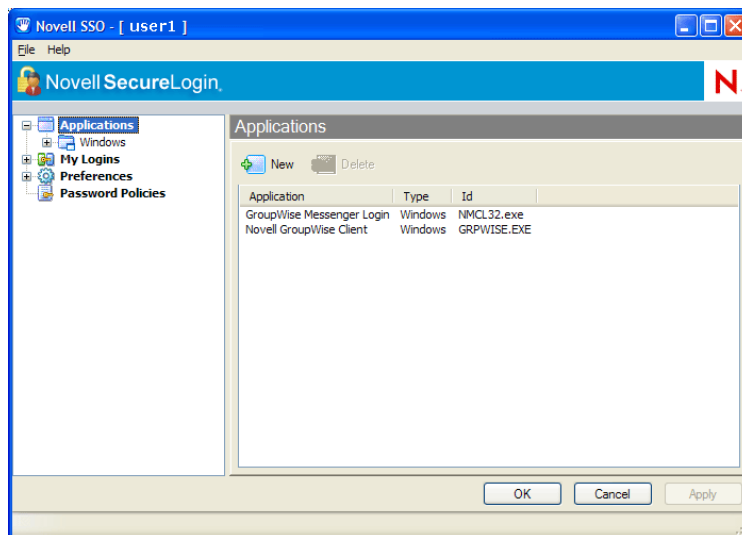 Novell SSO - [ user1 ]
File Help
Novell SecureLogin.
N
Applications
Windows
My Logins
Preferences
Password Policies
Applications
New Delete
Application Type Id
GroupWise Messenger Login Windows NMCL32.exe
Novell GroupWise Client Windows GRPWISE.EXE
OK Cancel Apply